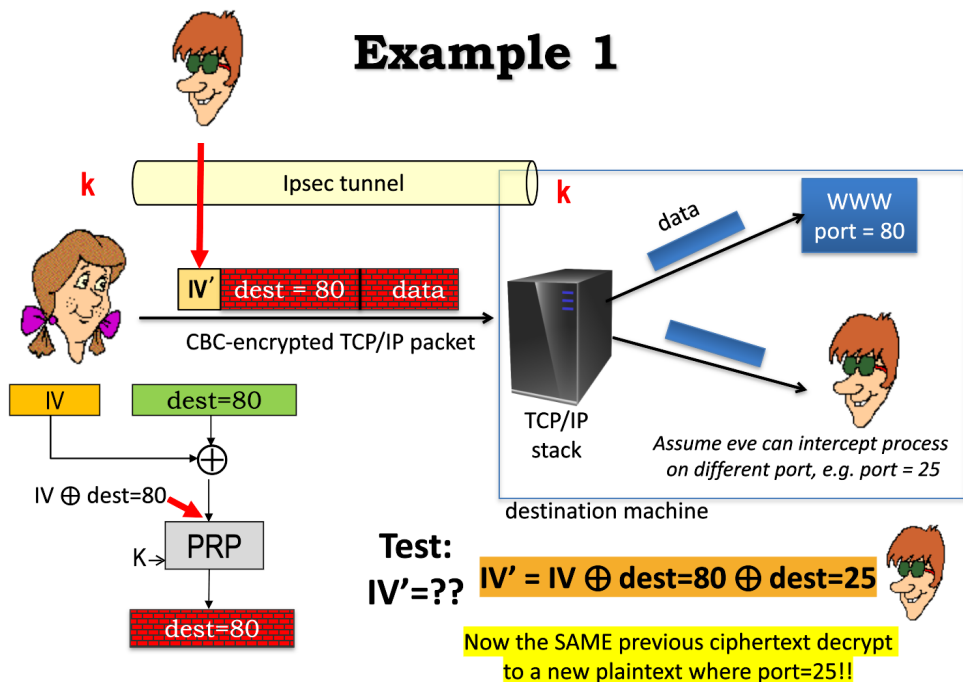 Example 1
k
Ipsec tunnel
k
WWW
port = 80
data
IV'
dest = 80
data
CBC-encrypted TCP/IP packet
TCP/IP
stack
Assume eve can intercept process
on different port, e.g. port = 25
destination machine
IV
dest=80
IV ⊕ dest=80
K
PRP
dest=80
Test:
IV'=??
IV' = IV ⊕ dest=80 ⊕ dest=25
Now the SAME previous ciphertext decrypt
to a new plaintext where port=25!!